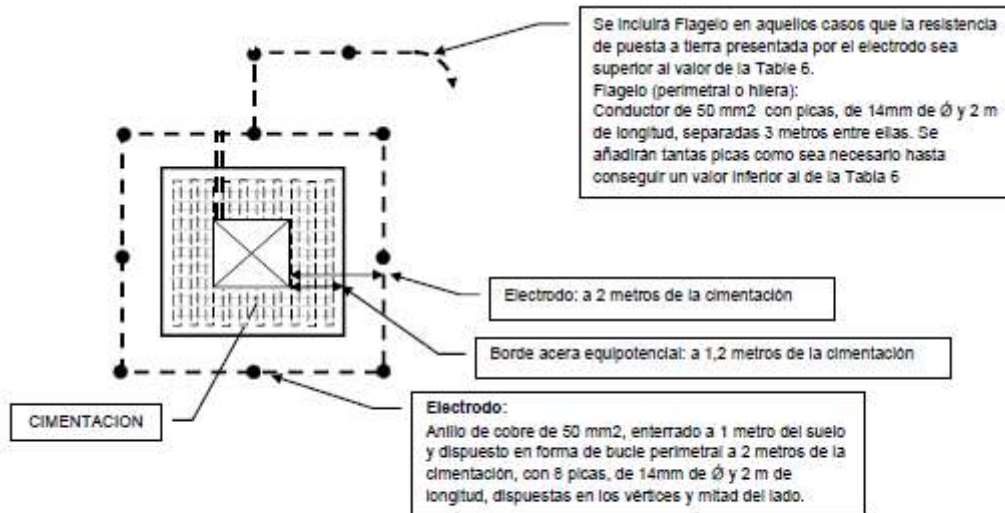 Se incluirá Flagelo en aquellos casos que la resistencia
de puesta a tierra presentada por el electrodo sea
superior al valor de la Table 6.
Flagelo (perimetral o hilera):
Conductor de 50 mm2 con picas, de 14mm de Ø y 2 m
de longitud, separadas 3 metros entre ellas. Se
añadirán tantas picas como sea necesario hasta
conseguir un valor inferior al de la Tabla 6
Electrodo: a 2 metros de la cimentación
Borde acera equipotencial: a 1,2 metros de la cimentación
CIMENTACION
Electrodo:
Anillo de cobre de 50 mm2, enterrado a 1 metro del suelo
y dispuesto en forma de bucle perimetral a 2 metros de la
cimentación, con 8 picas, de 14mm de Ø y 2 m de
longitud, dispuestas en los vértices y mitad del lado.